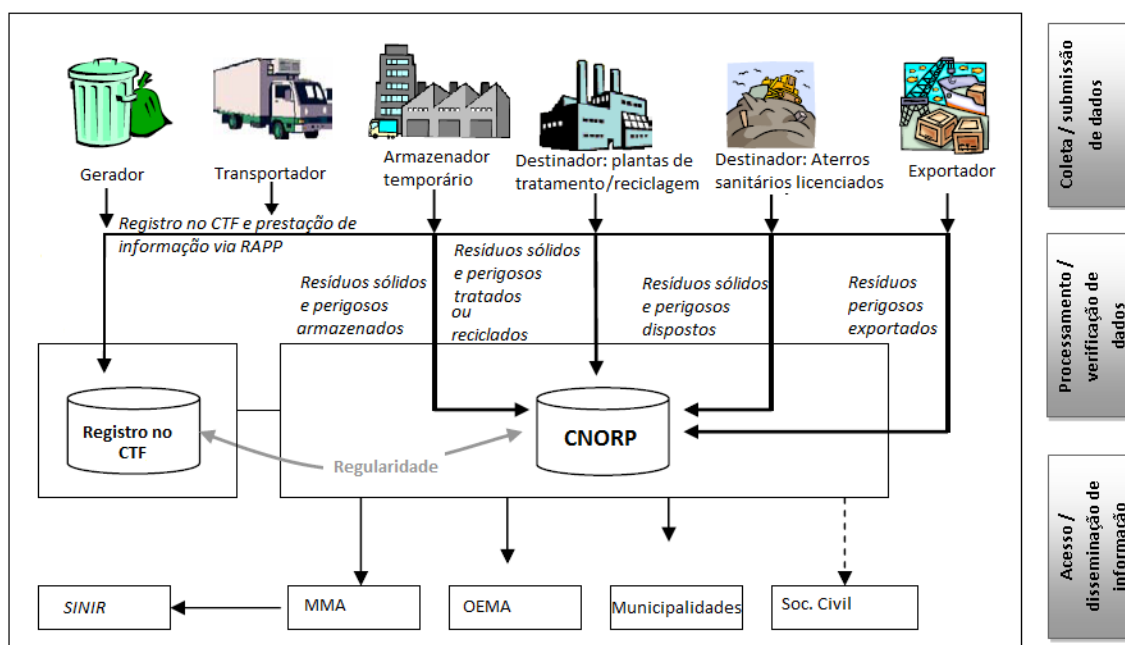 Gerador
Transportador
Armazenador
temporário
Destinador: plantas de
tratamento/reciclagem
Destinador: Aterros
sanitários licenciados
Exportador
Registro no CTF e prestação de
informação via RAPP
Resíduos sólidos
e perigosos
armazenados
Resíduos sólidos
e perigosos
tratados
ou
reciclados
Resíduos sólidos
e perigosos
dispostos
Resíduos
perigosos
exportados
Registro no
CTF
Regularidade
CNORP
SINIR
MMA
OEMA
Municipalidades
Soc. Civil
Coleta / submissão
de dados
Processamento /
verificação de
dados
Acesso /
disseminação de
informação